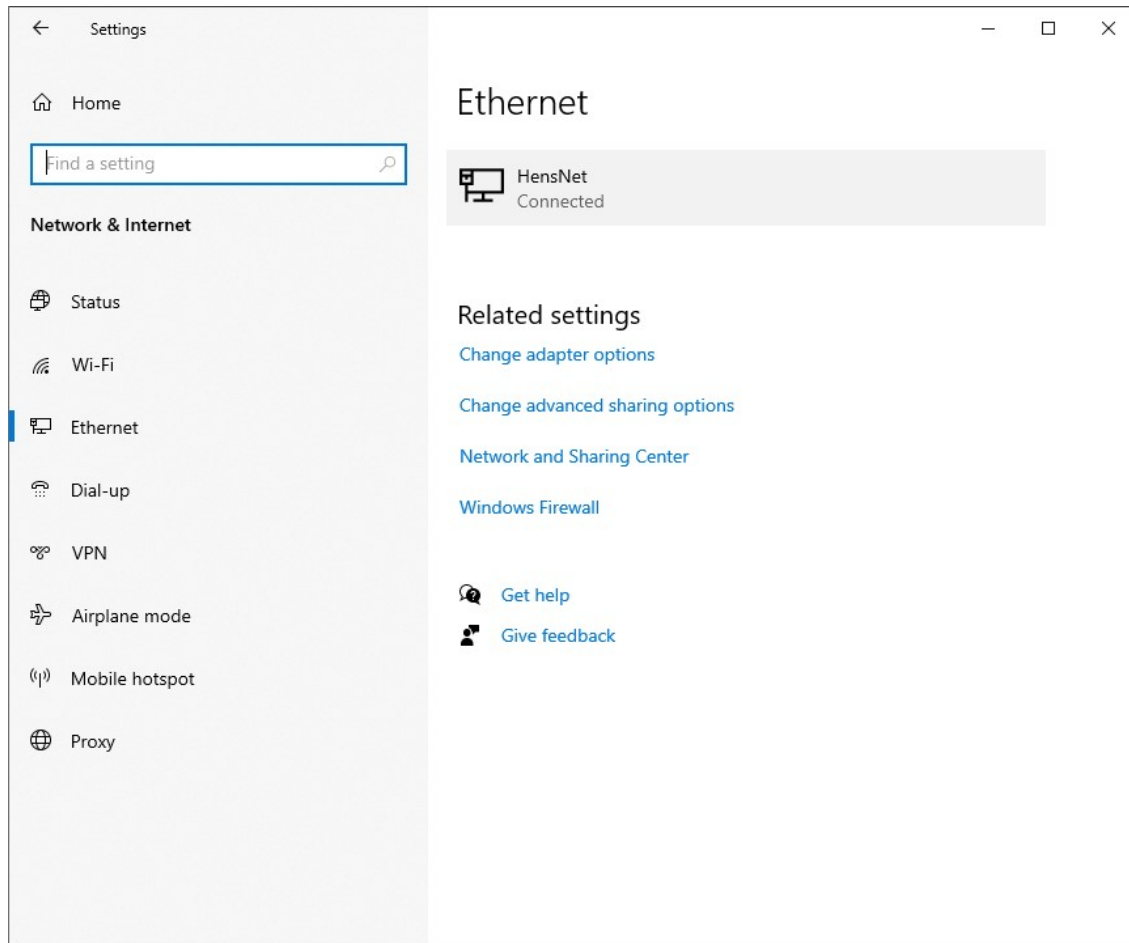 Settings
Home
Find a setting
Network & Internet
Status
Wi-Fi
Ethernet
Dial-up
VPN
Airplane mode
Mobile hotspot
Proxy
Ethernet
HensNet
Connected
Related settings
Change adapter options
Change advanced sharing options
Network and Sharing Center
Windows Firewall
Get help
Give feedback